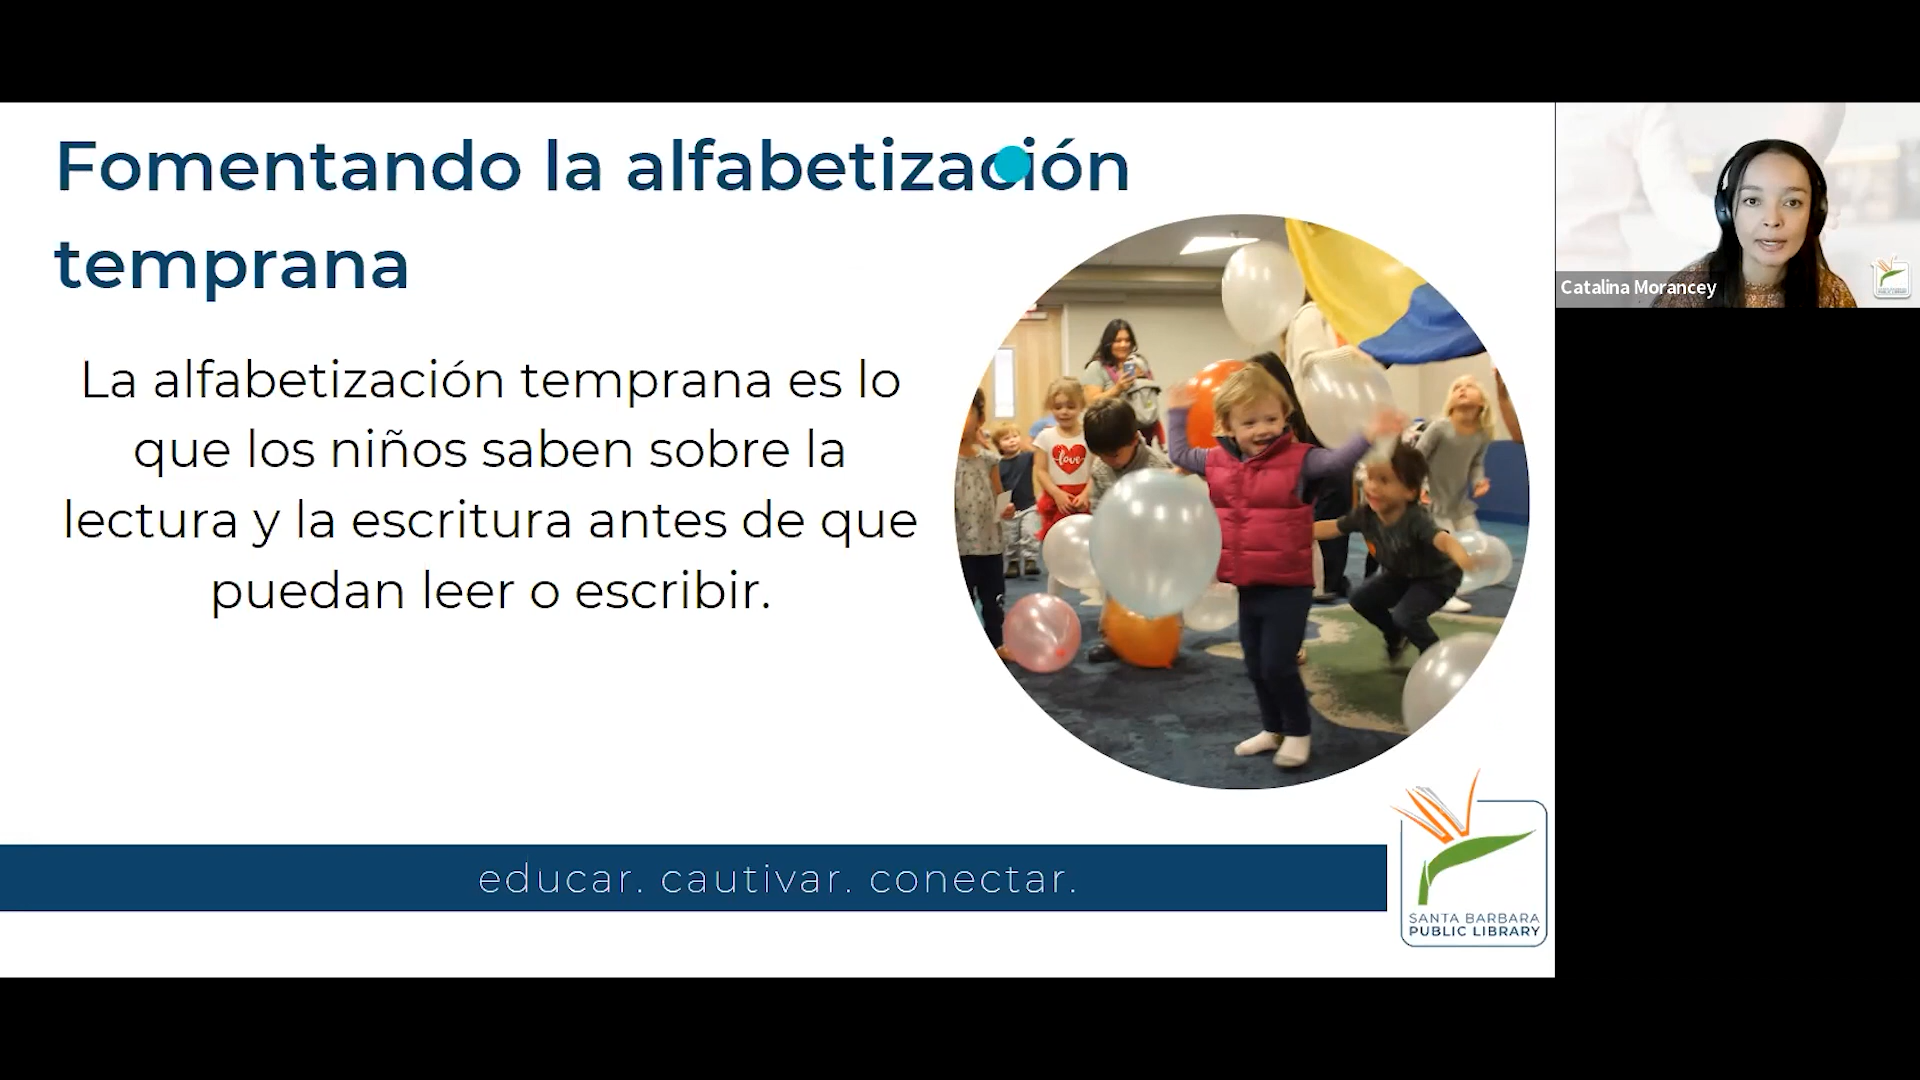 Fomentando la alfabetización
temprana
La alfabetización temprana es lo
que los niños saben sobre la
lectura y la escritura antes de que
puedan leer o escribir.
love
educar. cautivar. conectar.
SANTA BARBARA
PUBLIC LIBRARY
Catalina Morancey